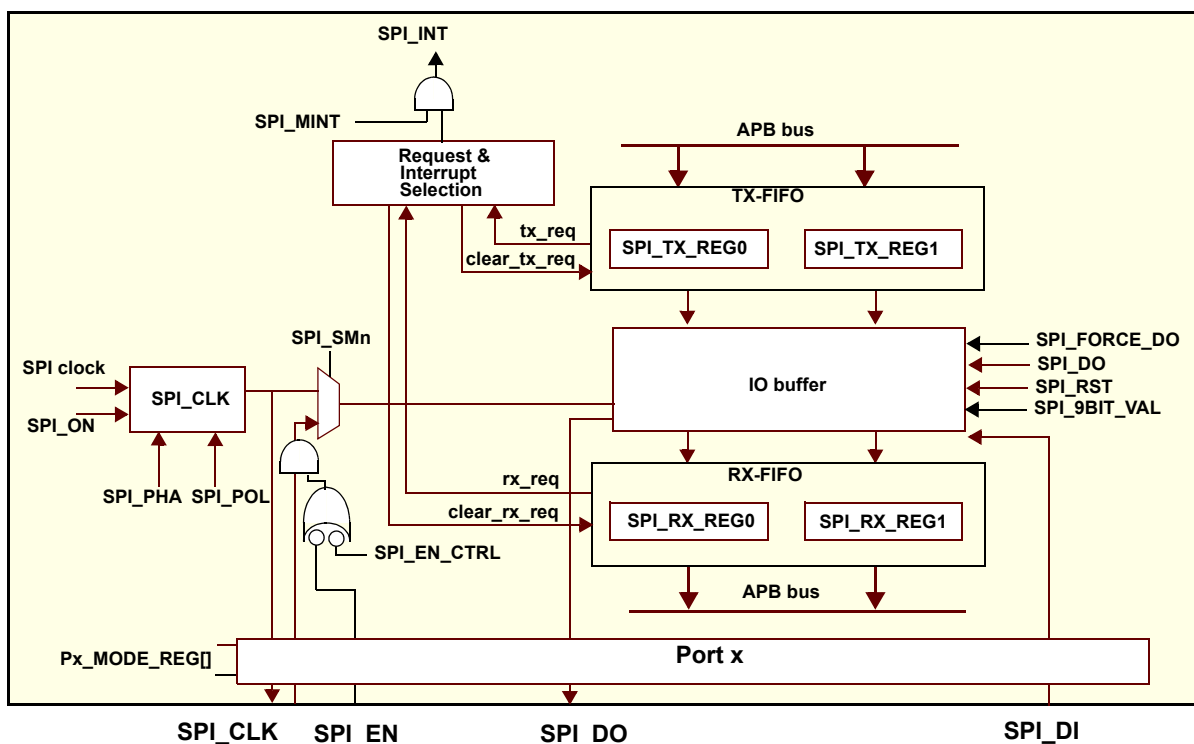 SPI_INT
SPI_MINT
APB bus
Request &
Interrupt
Selection
TX-FIFO
tx_req
SPI_TX_REG0
SPI_TX_REG1
clear_tx_req
SPI_SMn
SPI_FORCE_DO
SPI clock
SPI_DO
SPI_CLK
IO buffer
SPI_RST
SPI_ON
SPI_9BIT_VAL
SPI_PHA
SPI_POL
rx_req
RX-FIFO
clear_rx_req
SPI_RX_REG0
SPI_RX_REG1
SPI_EN_CTRL
APB bus
Px_MODE_REG[]
Port x
SPI_CLK
SPI_EN
SPI_DO
SPI_DI